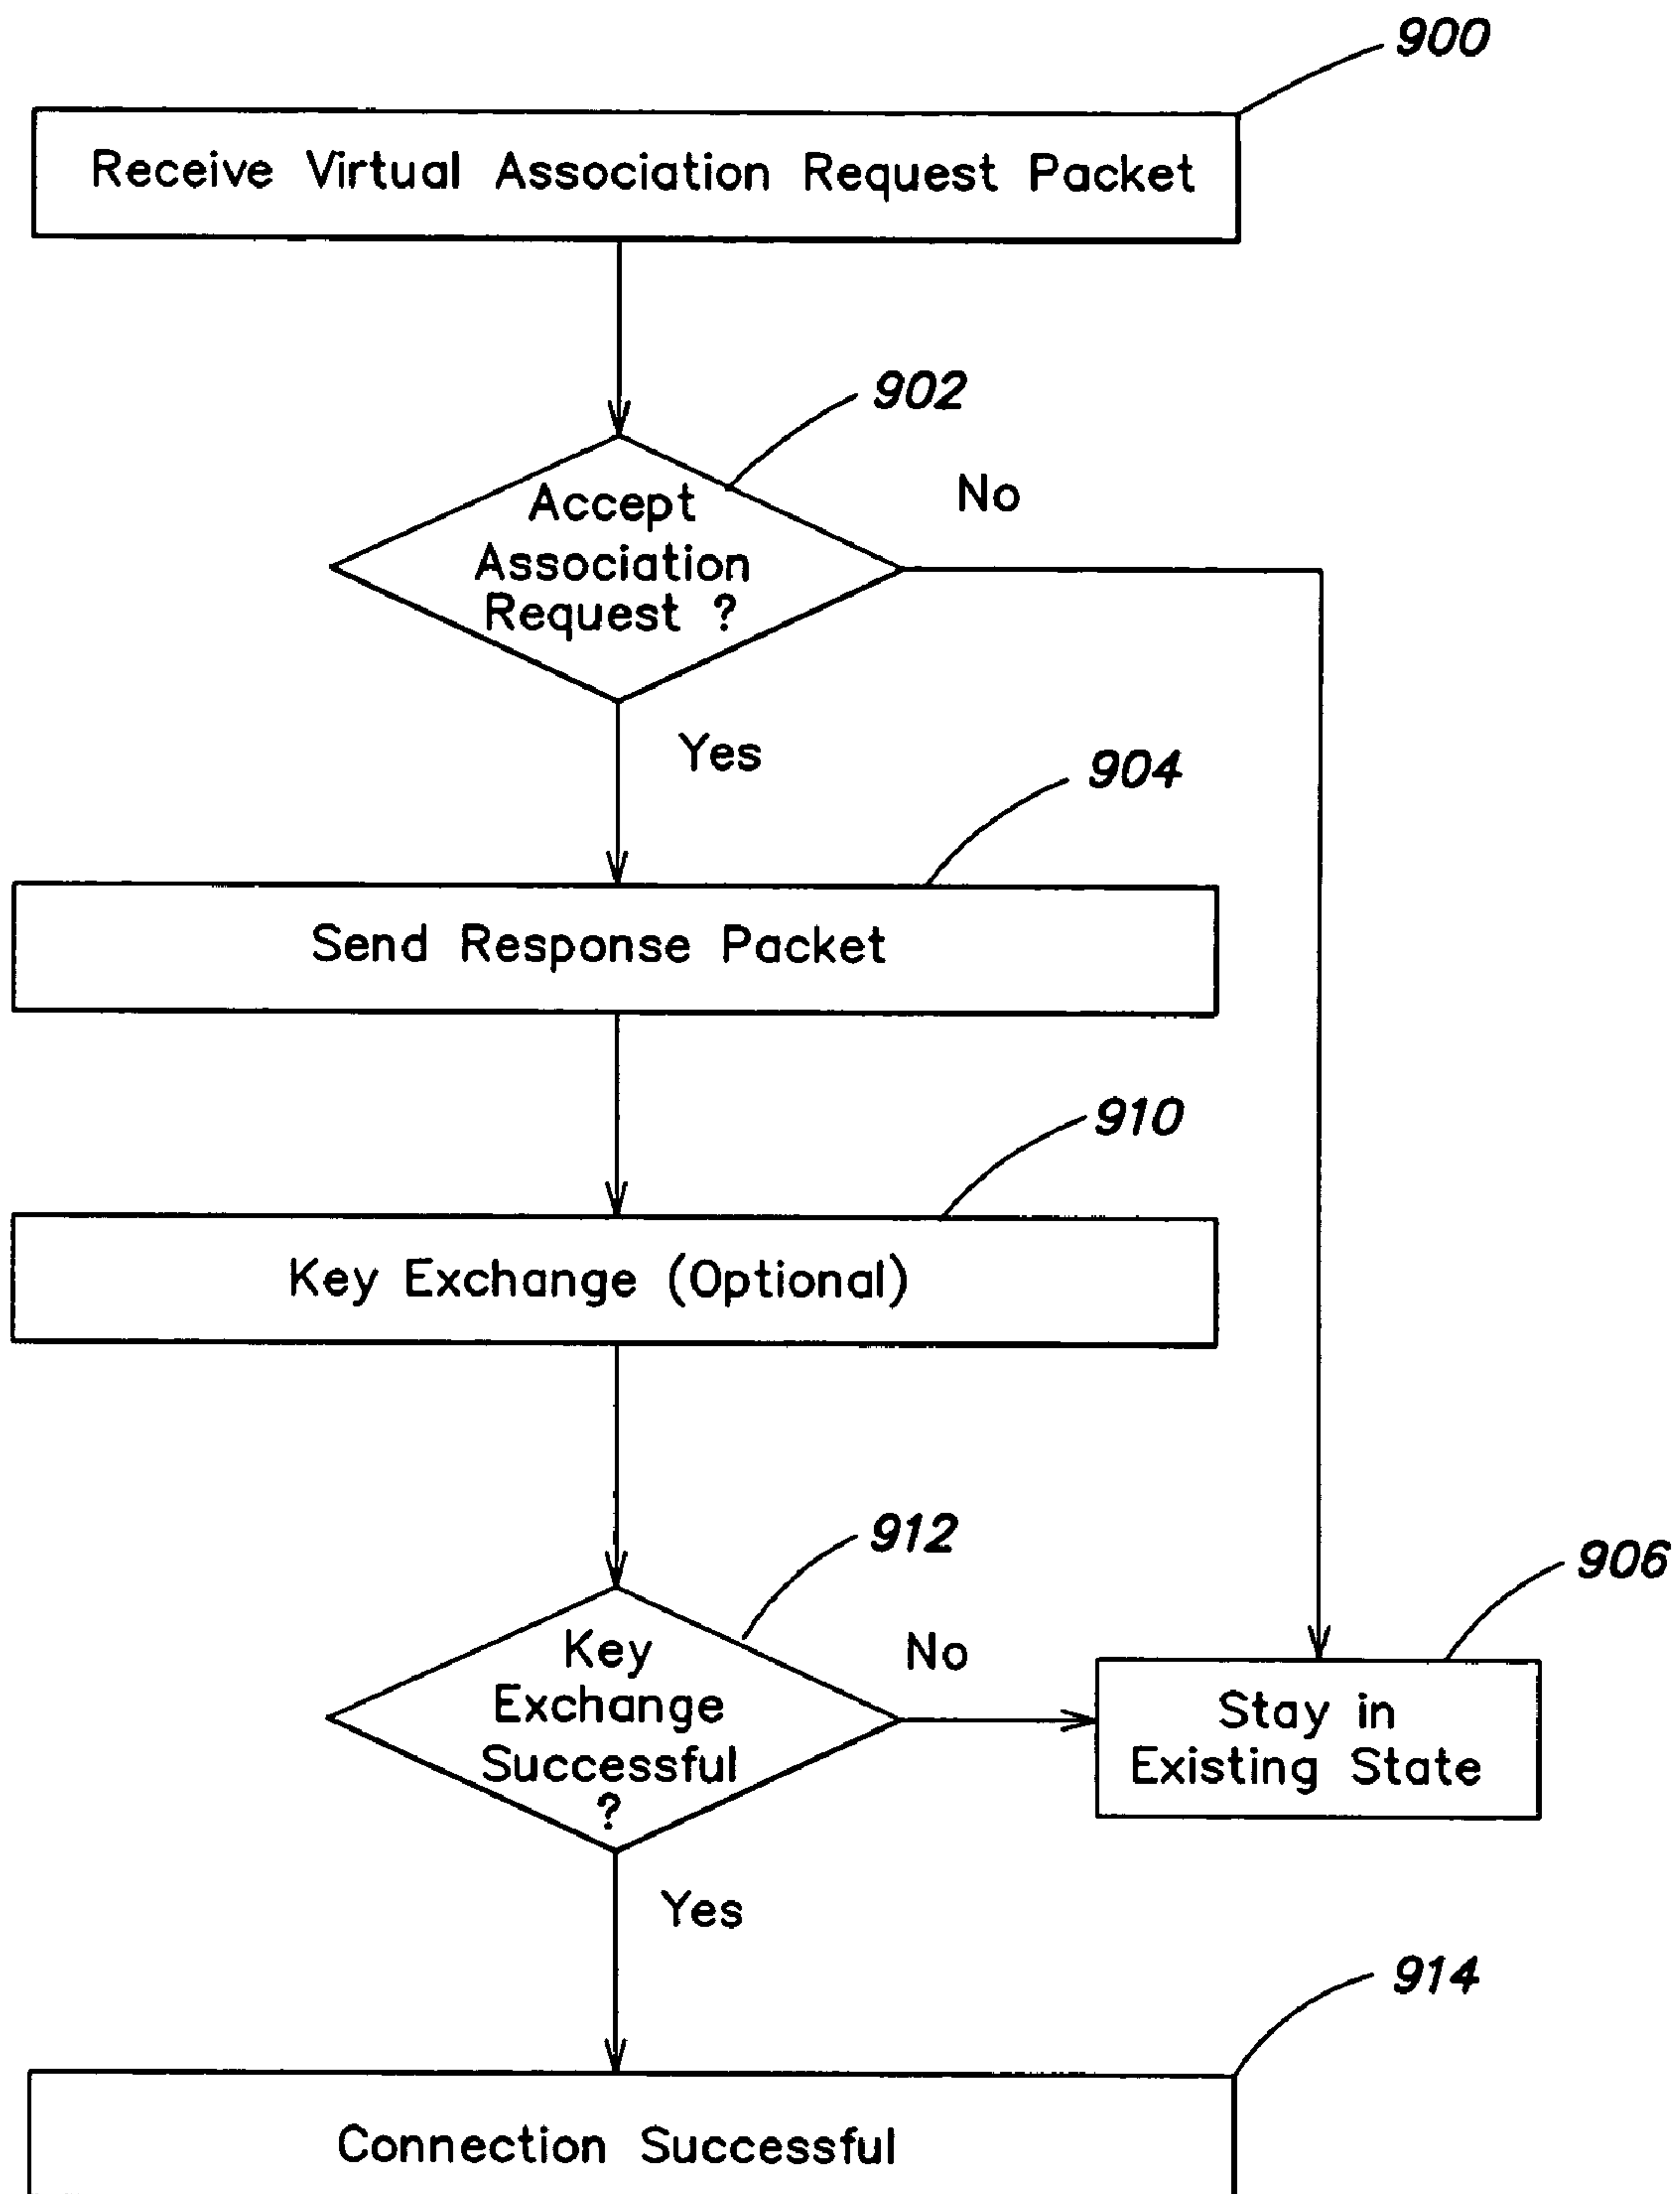 900
Receive Virtual Association Request Packet
902
Accept
Association
Request ?
No
Yes
904
Send Response Packet
910
Key Exchange (Optional)
912
Key
Exchange
Successful
?
No
906
Stay in
Existing State
Yes
914
Connection Successful